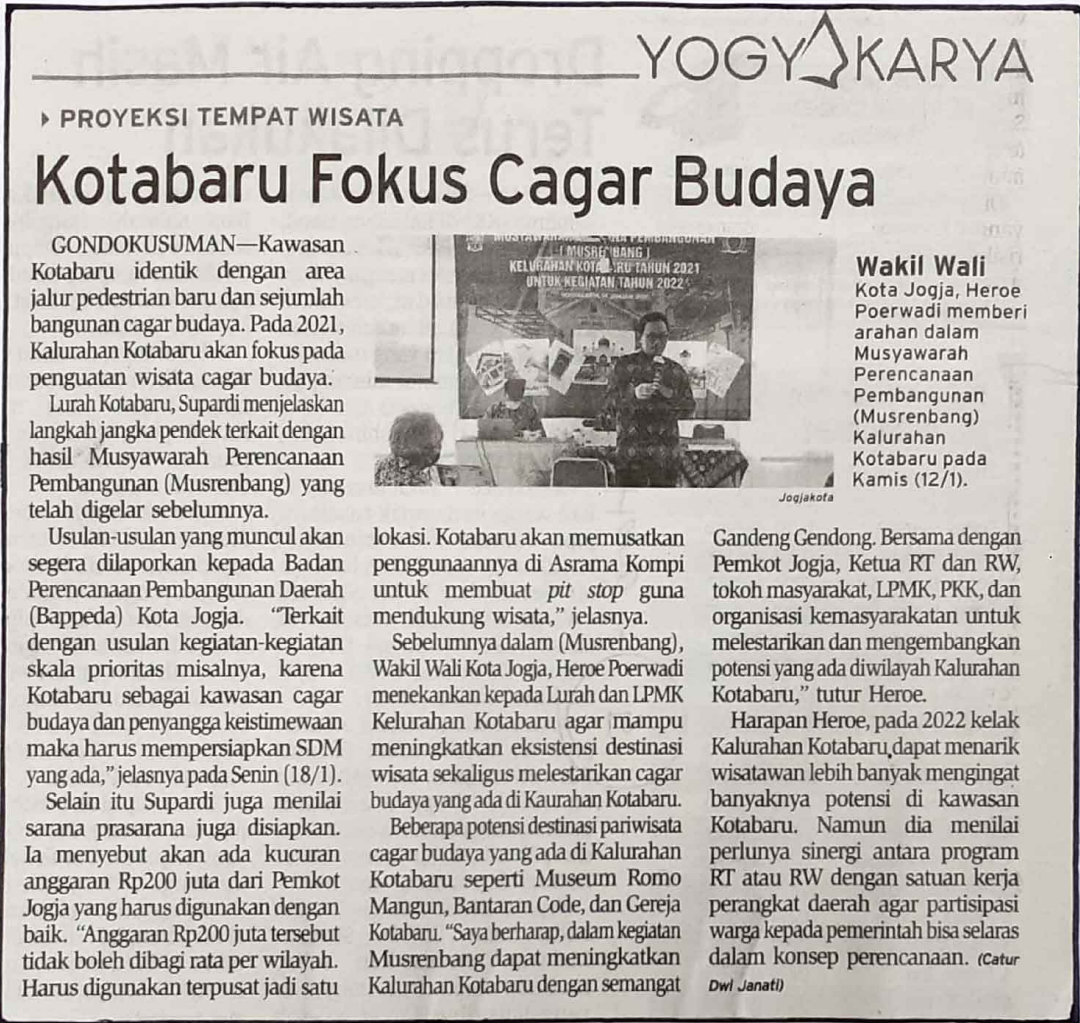 YOGYAKARYA
PROYEKSI TEMPAT WISATA
Kotabaru Fokus Cagar Budaya
GONDOKUSUMAN—Kawasan
Kotabaru identik dengan area
jalur pedestrian baru dan sejumlah
bangunan cagar budaya. Pada 2021,
Kalurahan Kotabaru akan fokus pada
penguatan wisata cagar budaya.
Lurah Kotabaru, Supardi menjelaskan
langkah jangka pendek terkait dengan
hasil Musyawarah Perencanaan
Pembangunan (Musrenbang) yang
telah digelar sebelumnya.
Usulan-usulan yang muncul akan
segera dilaporkan kepada Badan
Perencanaan Pembangunan Daerah
(Bappeda) Kota Jogja. “Terkait
dengan usulan kegiatan-kegiatan
skala prioritas misalnya, karena
Kotabaru sebagai kawasan cagar
budaya dan penyangga keistimewaan
maka harus mempersiapkan SDM
yang ada,” jelasnya pada Senin (18/1).
Selain itu Supardi juga menilai
sarana prasarana juga disiapkan.
Ia menyebut akan ada kucuran
anggaran Rp200 juta dari Pemkot
Jogja yang harus digunakan dengan
baik. “Anggaran Rp200 juta tersebut
tidak boleh dibagi rata per wilayah.
Harus digunakan terpusat jadi satu
PEMBANGUNAN
KELURAHAN TAHUN 2021
UNTUK KEGIATAN TAHUN 2022
Jogjakota
Wakil Wali
Kota Jogja, Heroe
Poerwadi memberi
arahan dalam
Musyawarah
Perencanaan
Pembangunan
(Musrenbang)
Kalurahan
Kotabaru pada
Kamis (12/1).
lokasi. Kotabaru akan memusatkan
penggunaannya di Asrama Kompi
untuk membuat pit stop guna
mendukung wisata,” jelasnya.
Sebelumnya dalam (Musrenbang),
Wakil Wali Kota Jogja, Heroe Poerwadi
menekankan kepada Lurah dan LPMK
Kelurahan Kotabaru agar mampu
meningkatkan eksistensi destinasi
wisata sekaligus melestarikan cagar
budaya yang ada di Kaurahan Kotabaru.
Beberapa potensi destinasi pariwisata
cagar budaya yang ada di Kalurahan
Kotabaru seperti Museum Romo
Mangun, Bantaran Code, dan Gereja
Kotabaru. “Saya berharap, dalam kegiatan
Musrenbang dapat meningkatkan
Kalurahan Kotabaru dengan semangat
Gandeng Gendong. Bersama dengan
Pemkot Jogja, Ketua RT dan RW,
tokoh masyarakat, LPMK, PKK, dan
organisasi kemasyarakatan untuk
melestarikan dan mengembangkan
potensi yang ada diwilayah Kalurahan
Kotabaru,” tutur Heroe.
Harapan Heroe, pada 2022 kelak
Kalurahan Kotabaru dapat menarik
wisatawan lebih banyak mengingat
banyaknya potensi di kawasan
Kotabaru. Namun dia menilai
perlunya sinergi antara program
RT atau RW dengan satuan kerja
perangkat daerah agar partisipasi
warga kepada pemerintah bisa selaras
dalam konsep perencanaan. (Catur
Dwi Janati)